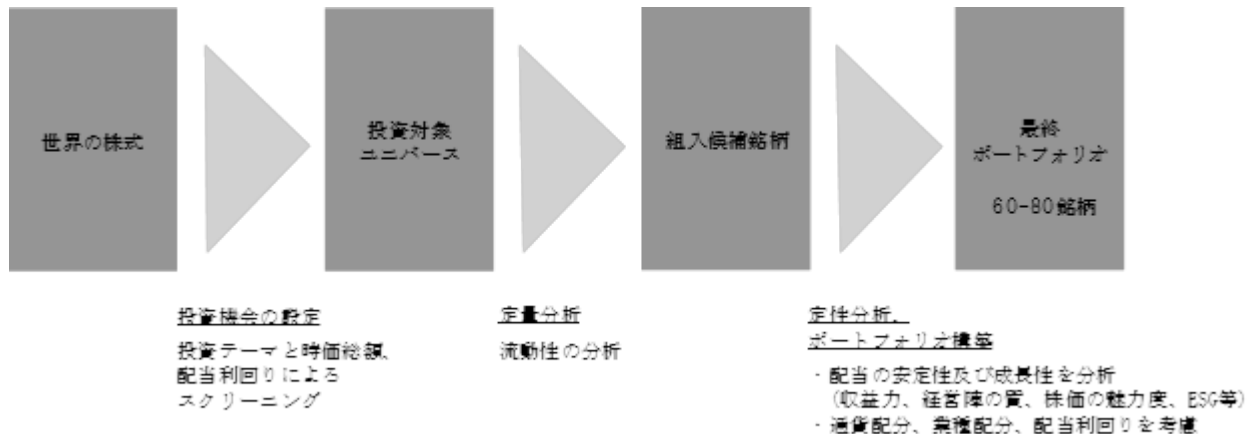 世界の株式
投資対象
ユニバース
組入候補銘柄
最終
ポートフォリオ
60-80銘柄
投資機会の設定
投資テーマと時価総額、
配当利回りによる
スクリーニング
定量分析
流動性の分析
定性分析、
ポートフォリオ構築
・配当の安定性及び成長性を分析
(収益力、経営陣の質、株価の魅力度、ESG等)
・通貨配分、業種配分、配当利回りを考慮